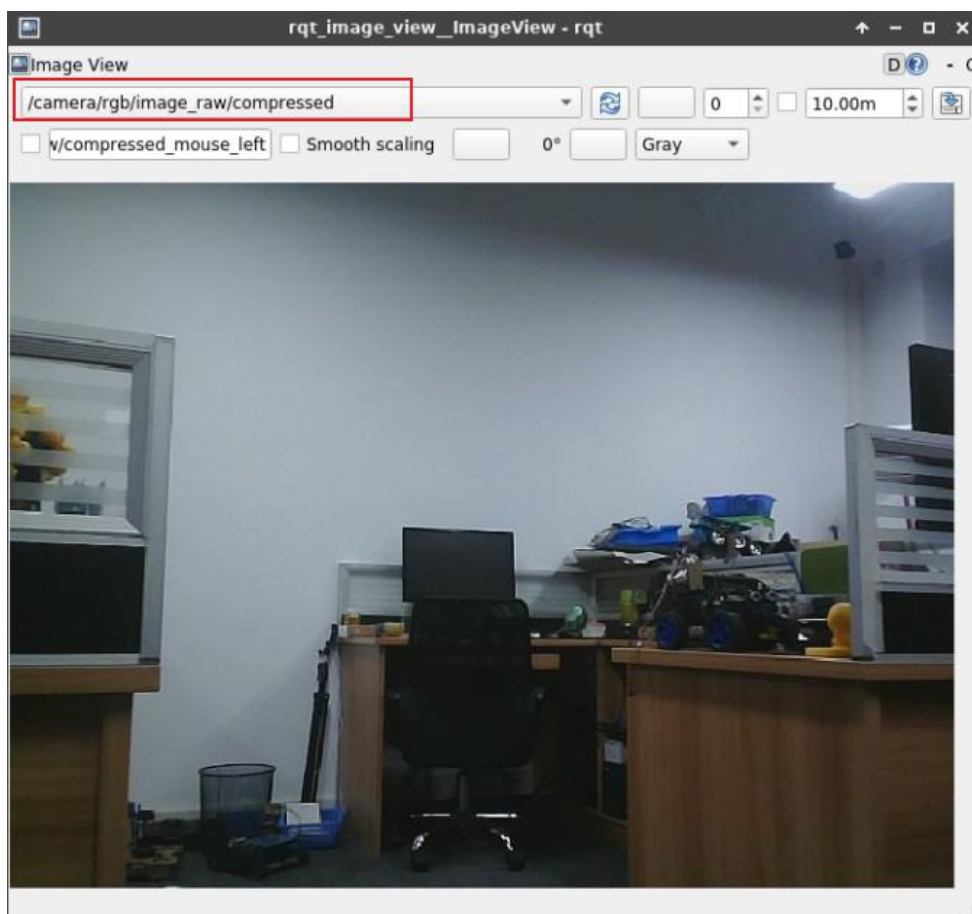 rqt_image_view__ImageView - rqt
Image View D
/camera/rgb/image_raw/compressed 0 10.00m
w/compressed_mouse_left Smooth scaling 0° Gray